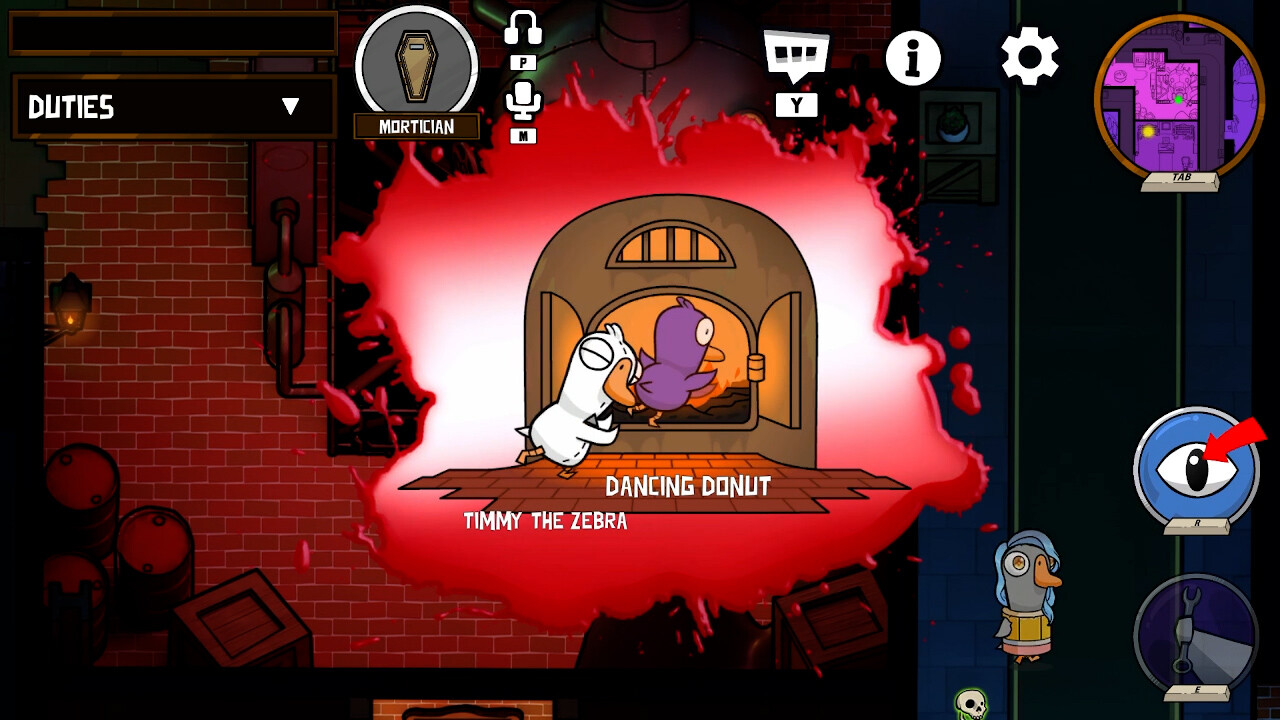 DUTIES
MORTICIAN
P
M
Y
i
TAB
DANCING DONUT
TIMMY THE ZEBRA
R
E